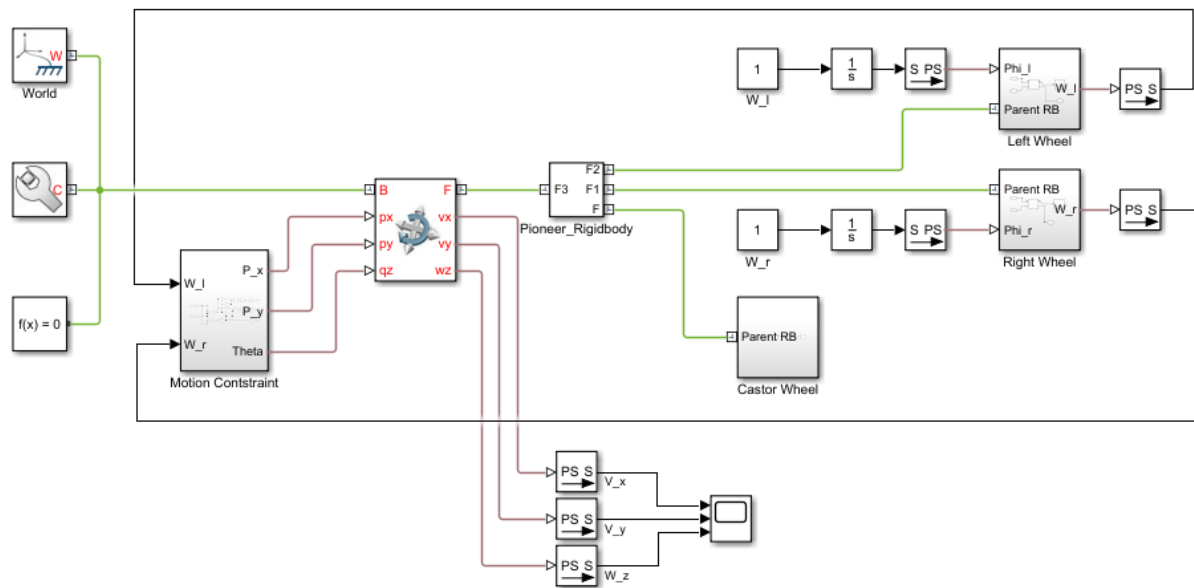 W
World
C
f(x) = 0
W_l
W_r
P_x
P_y
Theta
Motion Contstraint
B
px
py
qz
F
vx
vy
wz
F3
F2
F1
F
Pioneer_Rigidbody
1
W_l
1
s
S PS
Phi_l
Parent RB
W_l
Left Wheel
PS S
1
W_r
1
s
S PS
Parent RB
Phi_r
W_r
Right Wheel
PS S
Parent RB
Castor Wheel
PS S
V_x
PS S
V_y
PS S
W_z